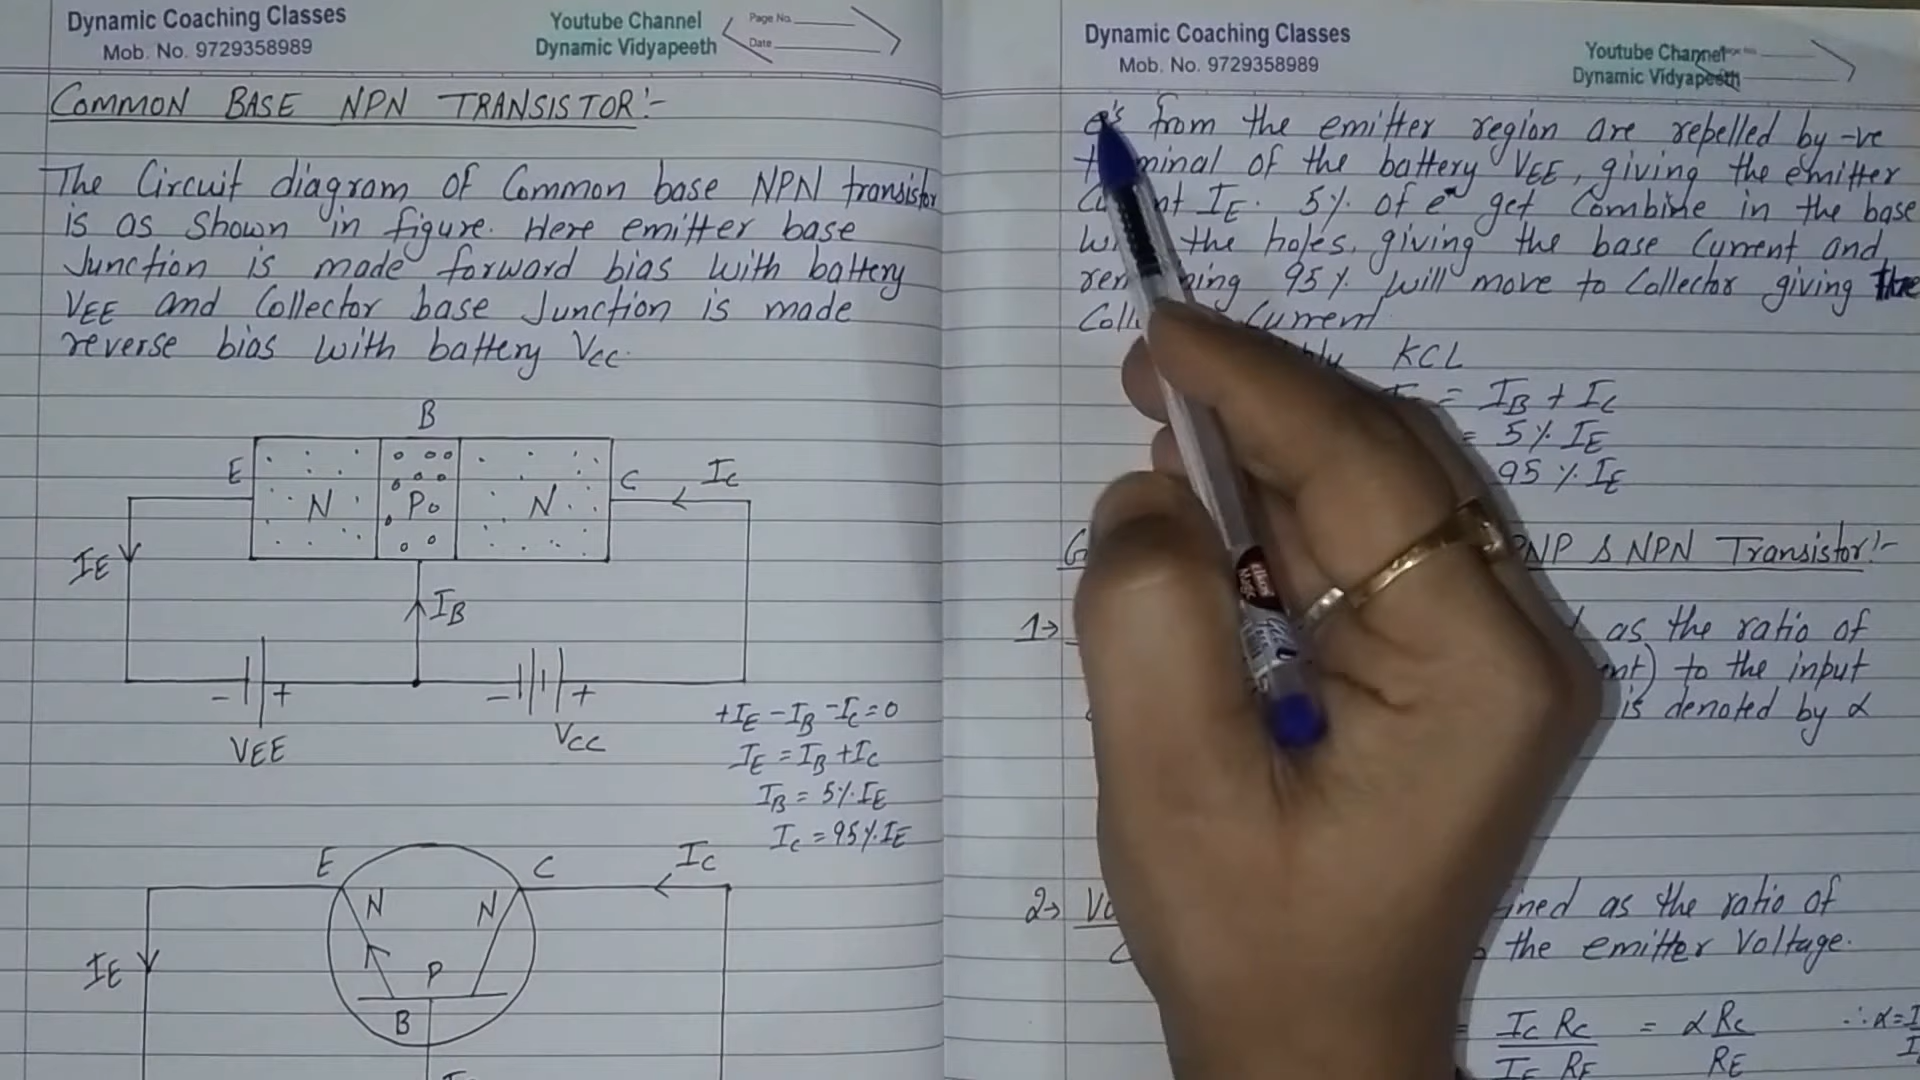 Dynamic Coaching Classes
Mob. No. 9729358989
Youtube Channel
Dynamic Vidyapeeth
Page No.
Date
COMMON BASE NPN TRANSISTOR:-
The Circuit diagram of Common base NPN transistor
is as shown in figure. Here emitter base
Junction is made forward bias with battery
VEE and Collector base Junction is made
reverse bias with battery Vcc.
B
E
N
P
N
C
IC
IE
IB
- +
- +
VEE
VCC
+IE - IB - IC = 0
IE = IB + IC
IB = 5% IE
IC = 95% IE
E
C
IC
N
N
IE
P
B
Dynamic Coaching Classes
Mob. No. 9729358989
Youtube Channel
Dynamic Vidyapeeth
e's from the emitter region are repelled by -ve
of the battery VEE, giving the emitter
IE. 5% of e⁻ get Combine in the base
the holes, giving the base Current and
95% will move to Collector giving the
Current
KCL
= IB + IC
= 5% IE
95% IE
PNP & NPN Transistor:-
1→
as the ratio of
to the input
is denoted by α
2→
as the ratio of
the emitter Voltage.
= IC RC / IE RE = α RC / RE
∴ α =